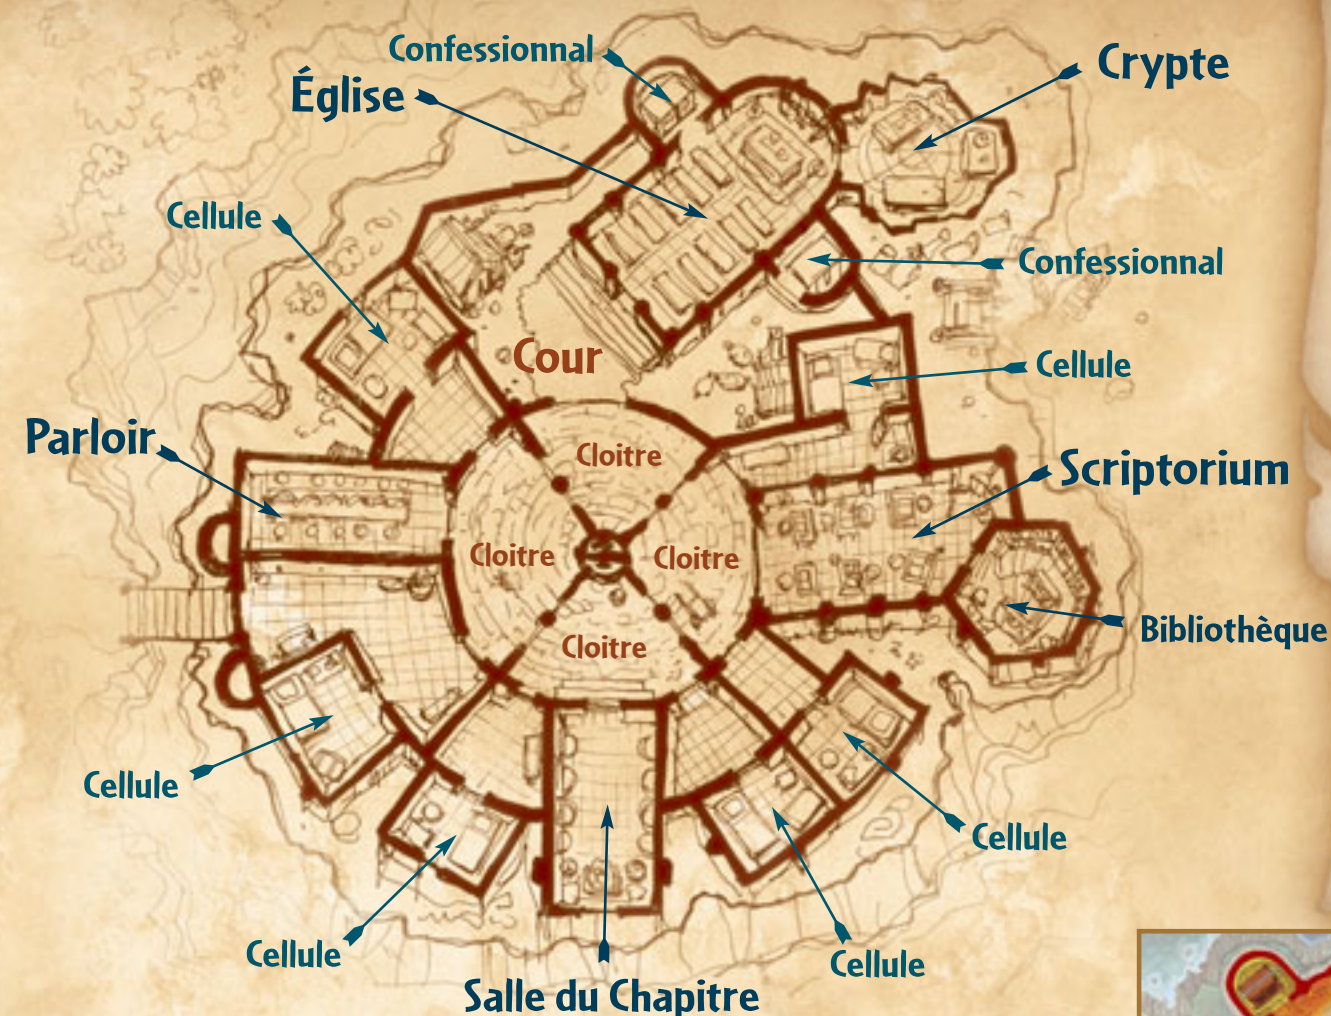 Confessionnal
Crypte
Église
Cellule
Confessionnal
Cour
Cellule
Parloir
Cloitre
Scriptorium
Cloitre
Cloitre
Bibliothèque
Cloitre
Cellule
Cellule
Cellule
Cellule
Salle du Chapitre